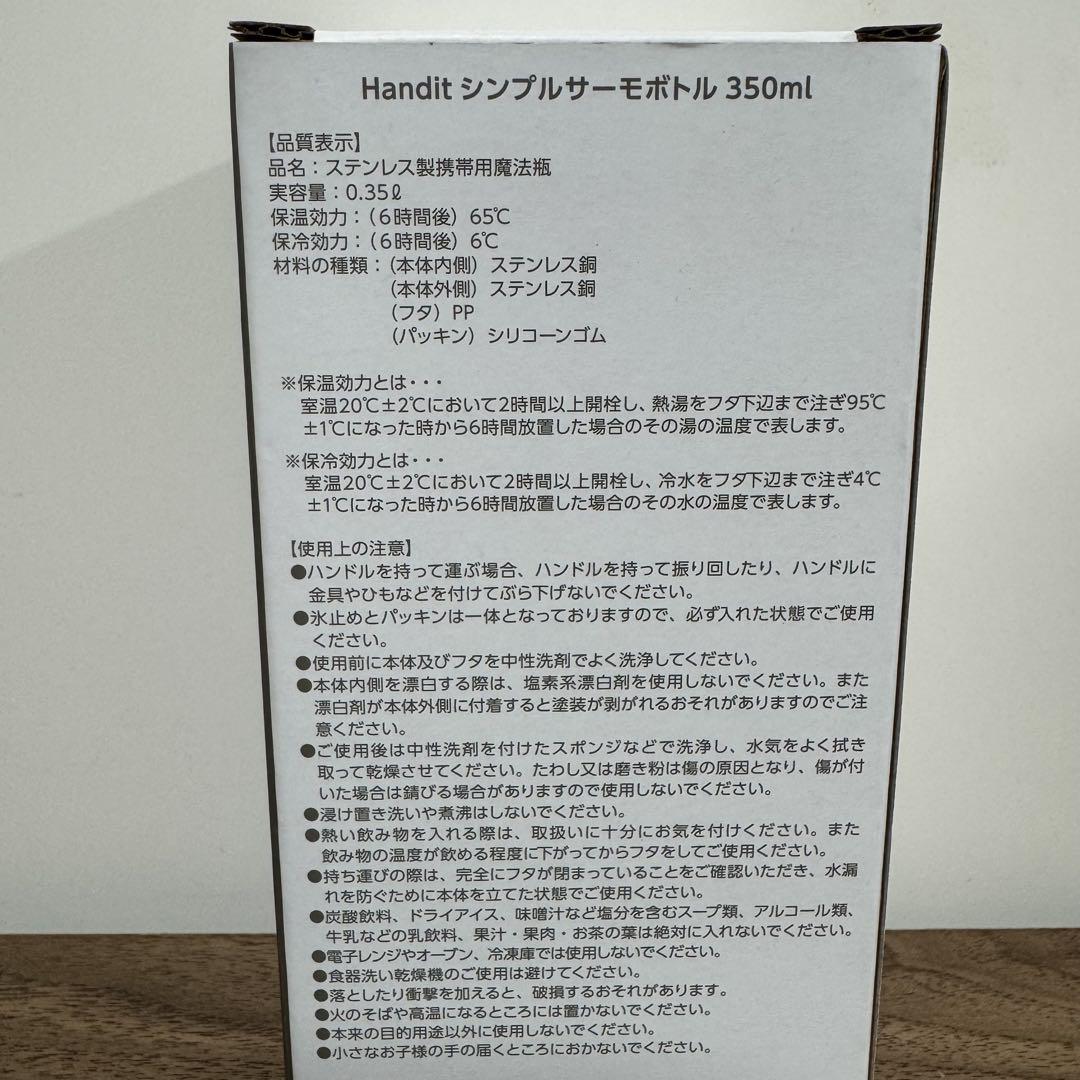 Handit シンプルサーモボトル 350ml
【品質表示】
品名：ステンレス製携帯用魔法瓶
実容量：0.35ℓ
保温効力：（6時間後）65℃
保冷効力：（6時間後）6℃
材料の種類：（本体内側）ステンレス銅
（本体外側）ステンレス銅
（フタ）PP
（パッキン）シリコーンゴム
※保温効力とは・・・
室温20℃±2℃において2時間以上開栓し、熱湯をフタ下辺まで注ぎ95℃
±1℃になった時から6時間放置した場合のその湯の温度で表します。
※保冷効力とは・・・
室温20℃±2℃において2時間以上開栓し、冷水をフタ下辺まで注ぎ4℃
±1℃になった時から6時間放置した場合のその水の温度で表します。
【使用上の注意】
●ハンドルを持って運ぶ場合、ハンドルを持って振り回したり、ハンドルに
金具やひもなどを付けてぶら下げないでください。
●氷止めとパッキンは一体となっておりますので、必ず入れた状態でご使用
ください。
●使用前に本体及びフタを中性洗剤でよく洗浄してください。
●本体内側を漂白する際は、塩素系漂白剤を使用しないでください。また
漂白剤が本体外側に付着すると塗装が剥がれるおそれがありますのでご注
意ください。
●ご使用後は中性洗剤を付けたスポンジなどで洗浄し、水気をよく拭き
取って乾燥させてください。たわし又は磨き粉は傷の原因となり、傷が付
いた場合は錆びる場合がありますので使用しないでください。
●浸け置き洗いや煮沸はしないでください。
●熱い飲み物を入れる際は、取扱いに十分にお気を付けください。また
飲み物の温度が飲める程度に下がってからフタをしてご使用ください。
●持ち運びの際は、完全にフタが閉まっていることをご確認いただき、水漏
れを防ぐために本体を立てた状態でご使用ください。
●炭酸飲料、ドライアイス、味噌汁など塩分を含むスープ類、アルコール類、
牛乳などの乳飲料、果汁・果肉・お茶の葉は絶対に入れないでください。
●電子レンジやオーブン、冷凍庫では使用しないでください。
●食器洗い乾燥機のご使用は避けてください。
●落としたり衝撃を加えると、破損するおそれがあります。
●火のそばや高温になるところには置かないでください。
●本来の目的用途以外に使用しないでください。
●小さなお子様の手の届くところにおかないでください。